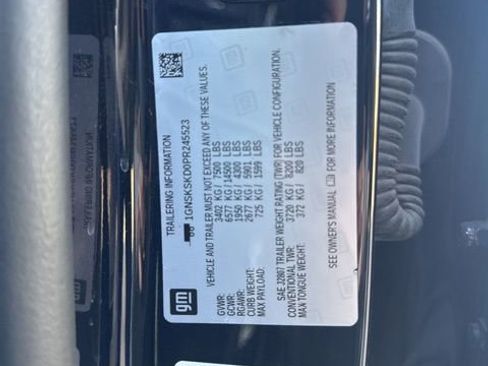 TRAILERING INFORMATION
1GNSKSKD0PR245523
VEHICLE AND TRAILER MUST NOT EXCEED ANY OF THESE VALUES.
GVWR: 3402 KG / 7500 LBS
GCWR: 6577 KG / 14500 LBS
RGAWR: 1950 KG / 4300 LBS
CURB WEIGHT: 2677 KG / 5901 LBS
MAX PAYLOAD: 725 KG / 1599 LBS
SAE J2807 TRAILER WEIGHT RATING (TWR) FOR VEHICLE CONFIGURATION.
CONVENTIONAL TWR: 3720 KG / 8200 LBS
MAX TONGUE WEIGHT: 372 KG / 820 LBS
SEE OWNER'S MANUAL FOR MORE INFORMATION
gm